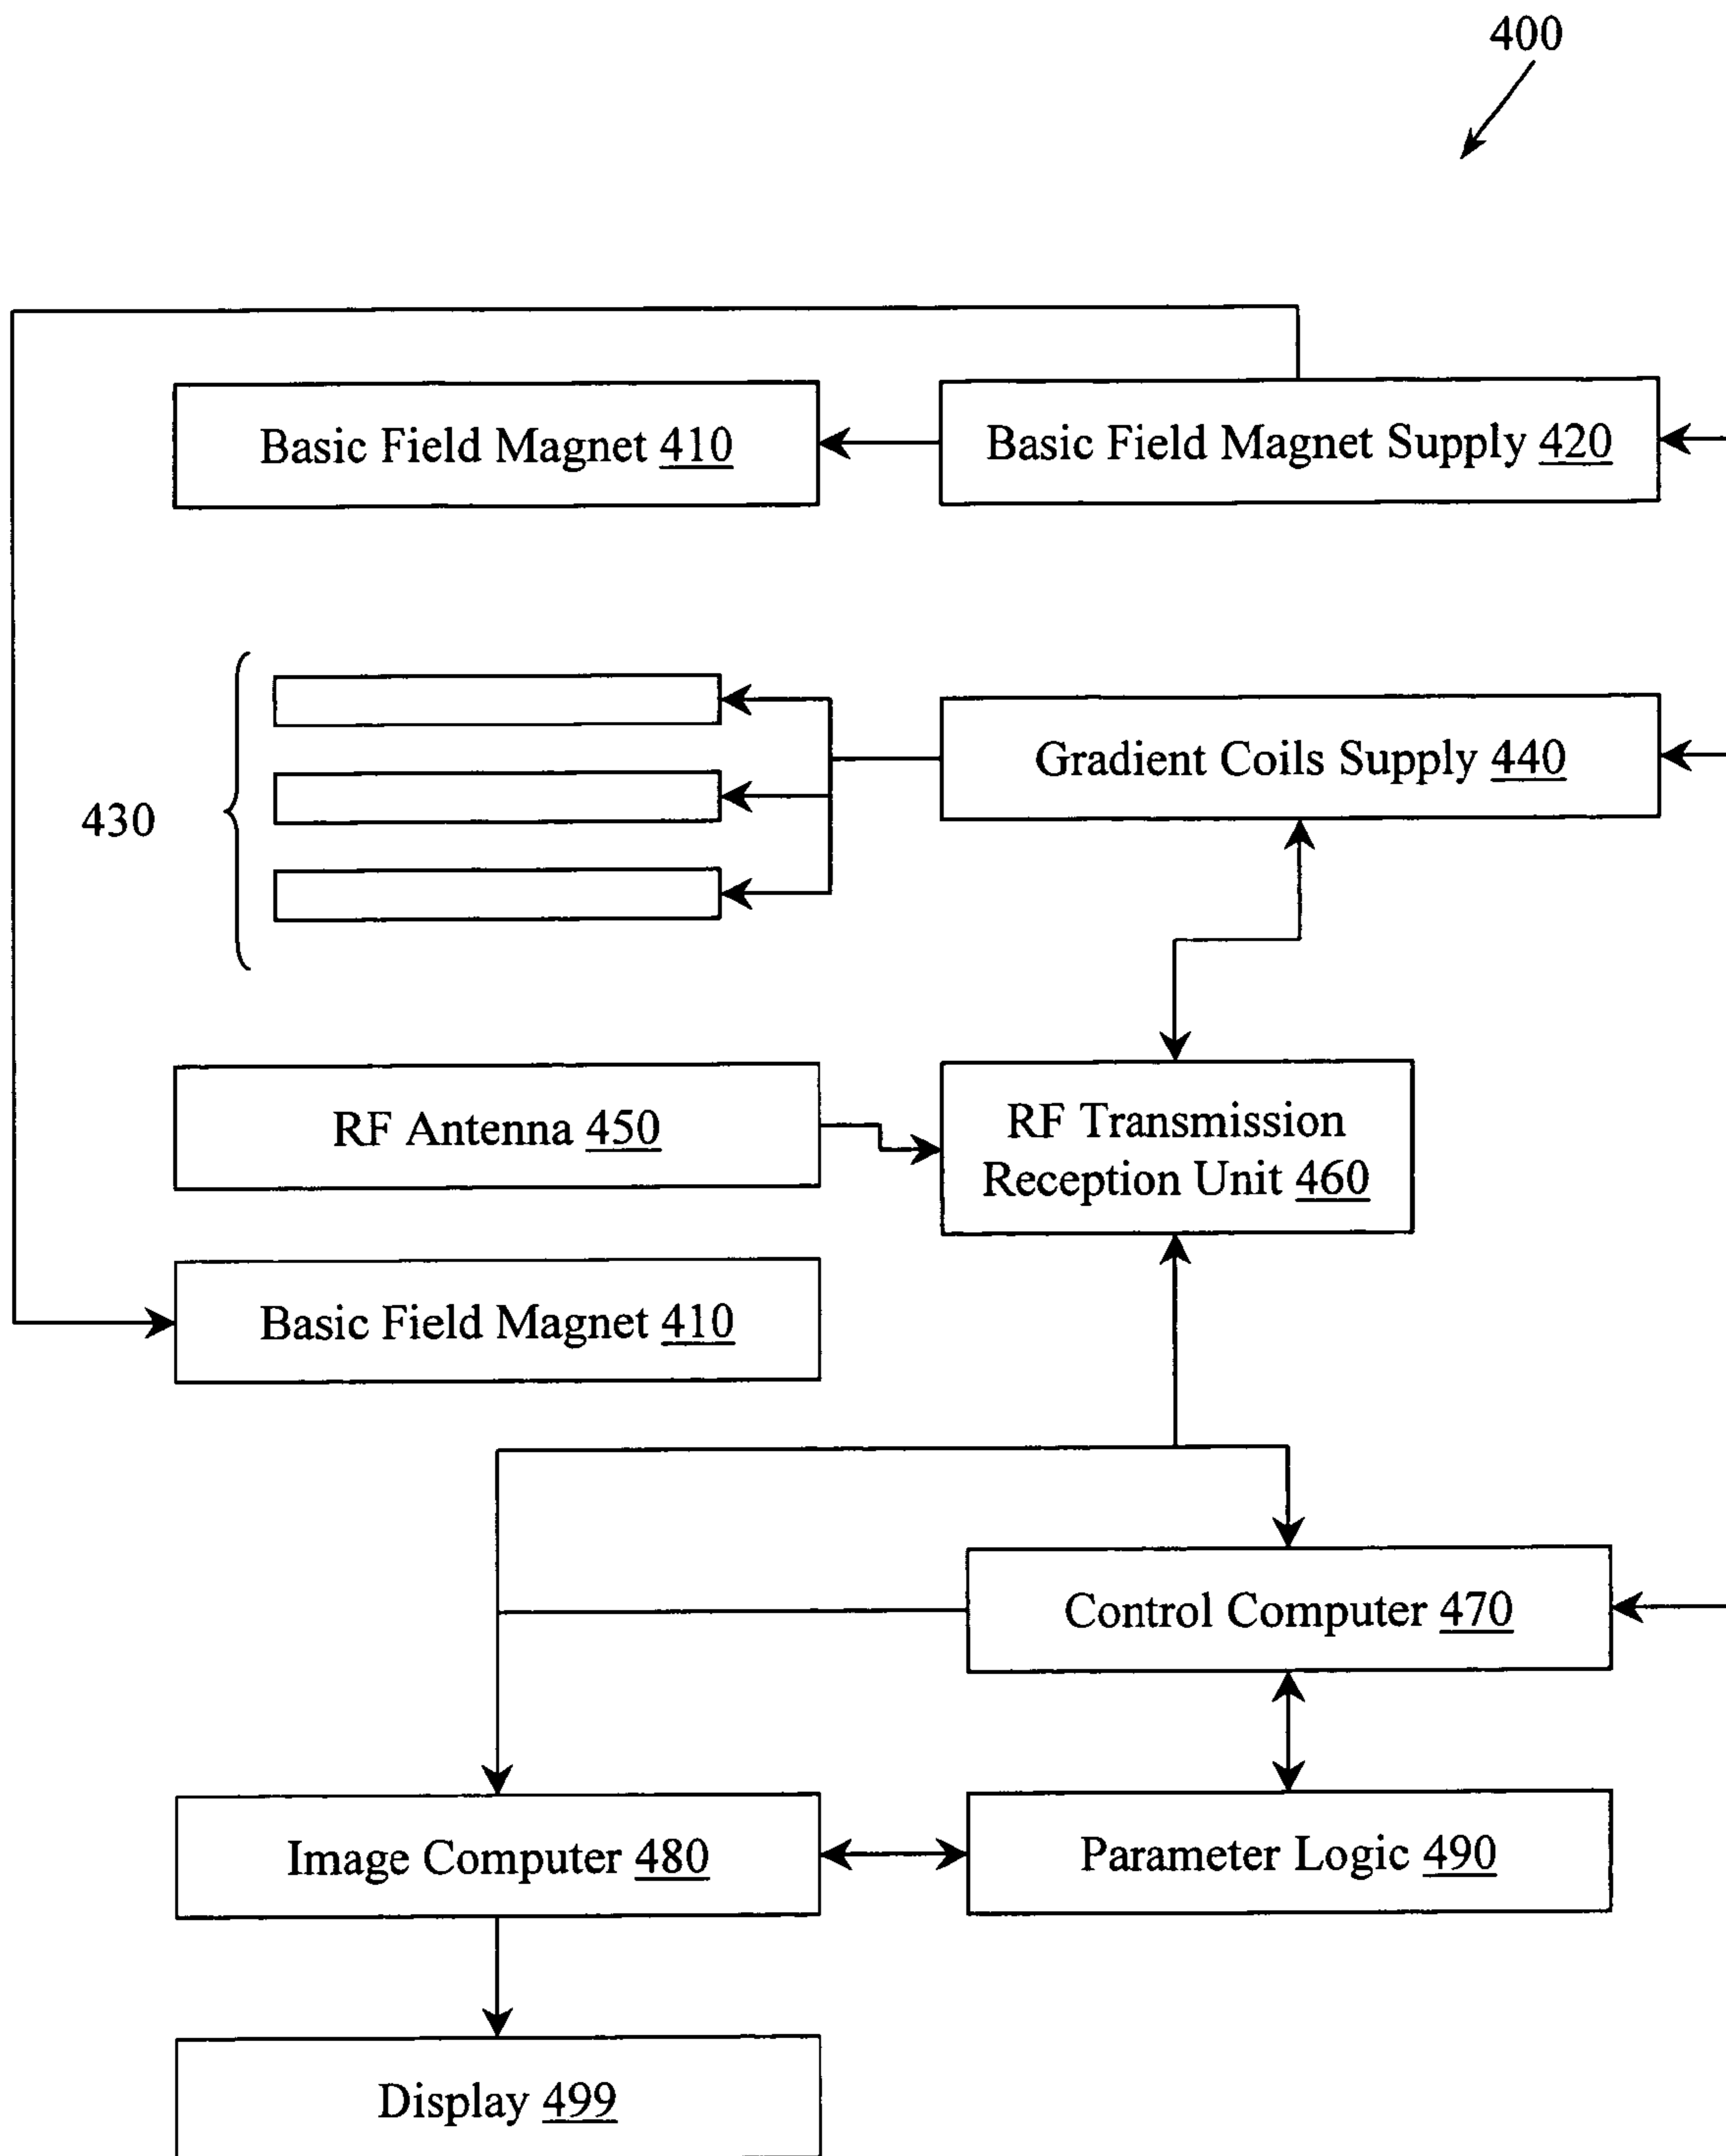 400
Basic Field Magnet 410
Basic Field Magnet Supply 420
430
Gradient Coils Supply 440
RF Antenna 450
RF Transmission
Reception Unit 460
Basic Field Magnet 410
Control Computer 470
Image Computer 480
Parameter Logic 490
Display 499